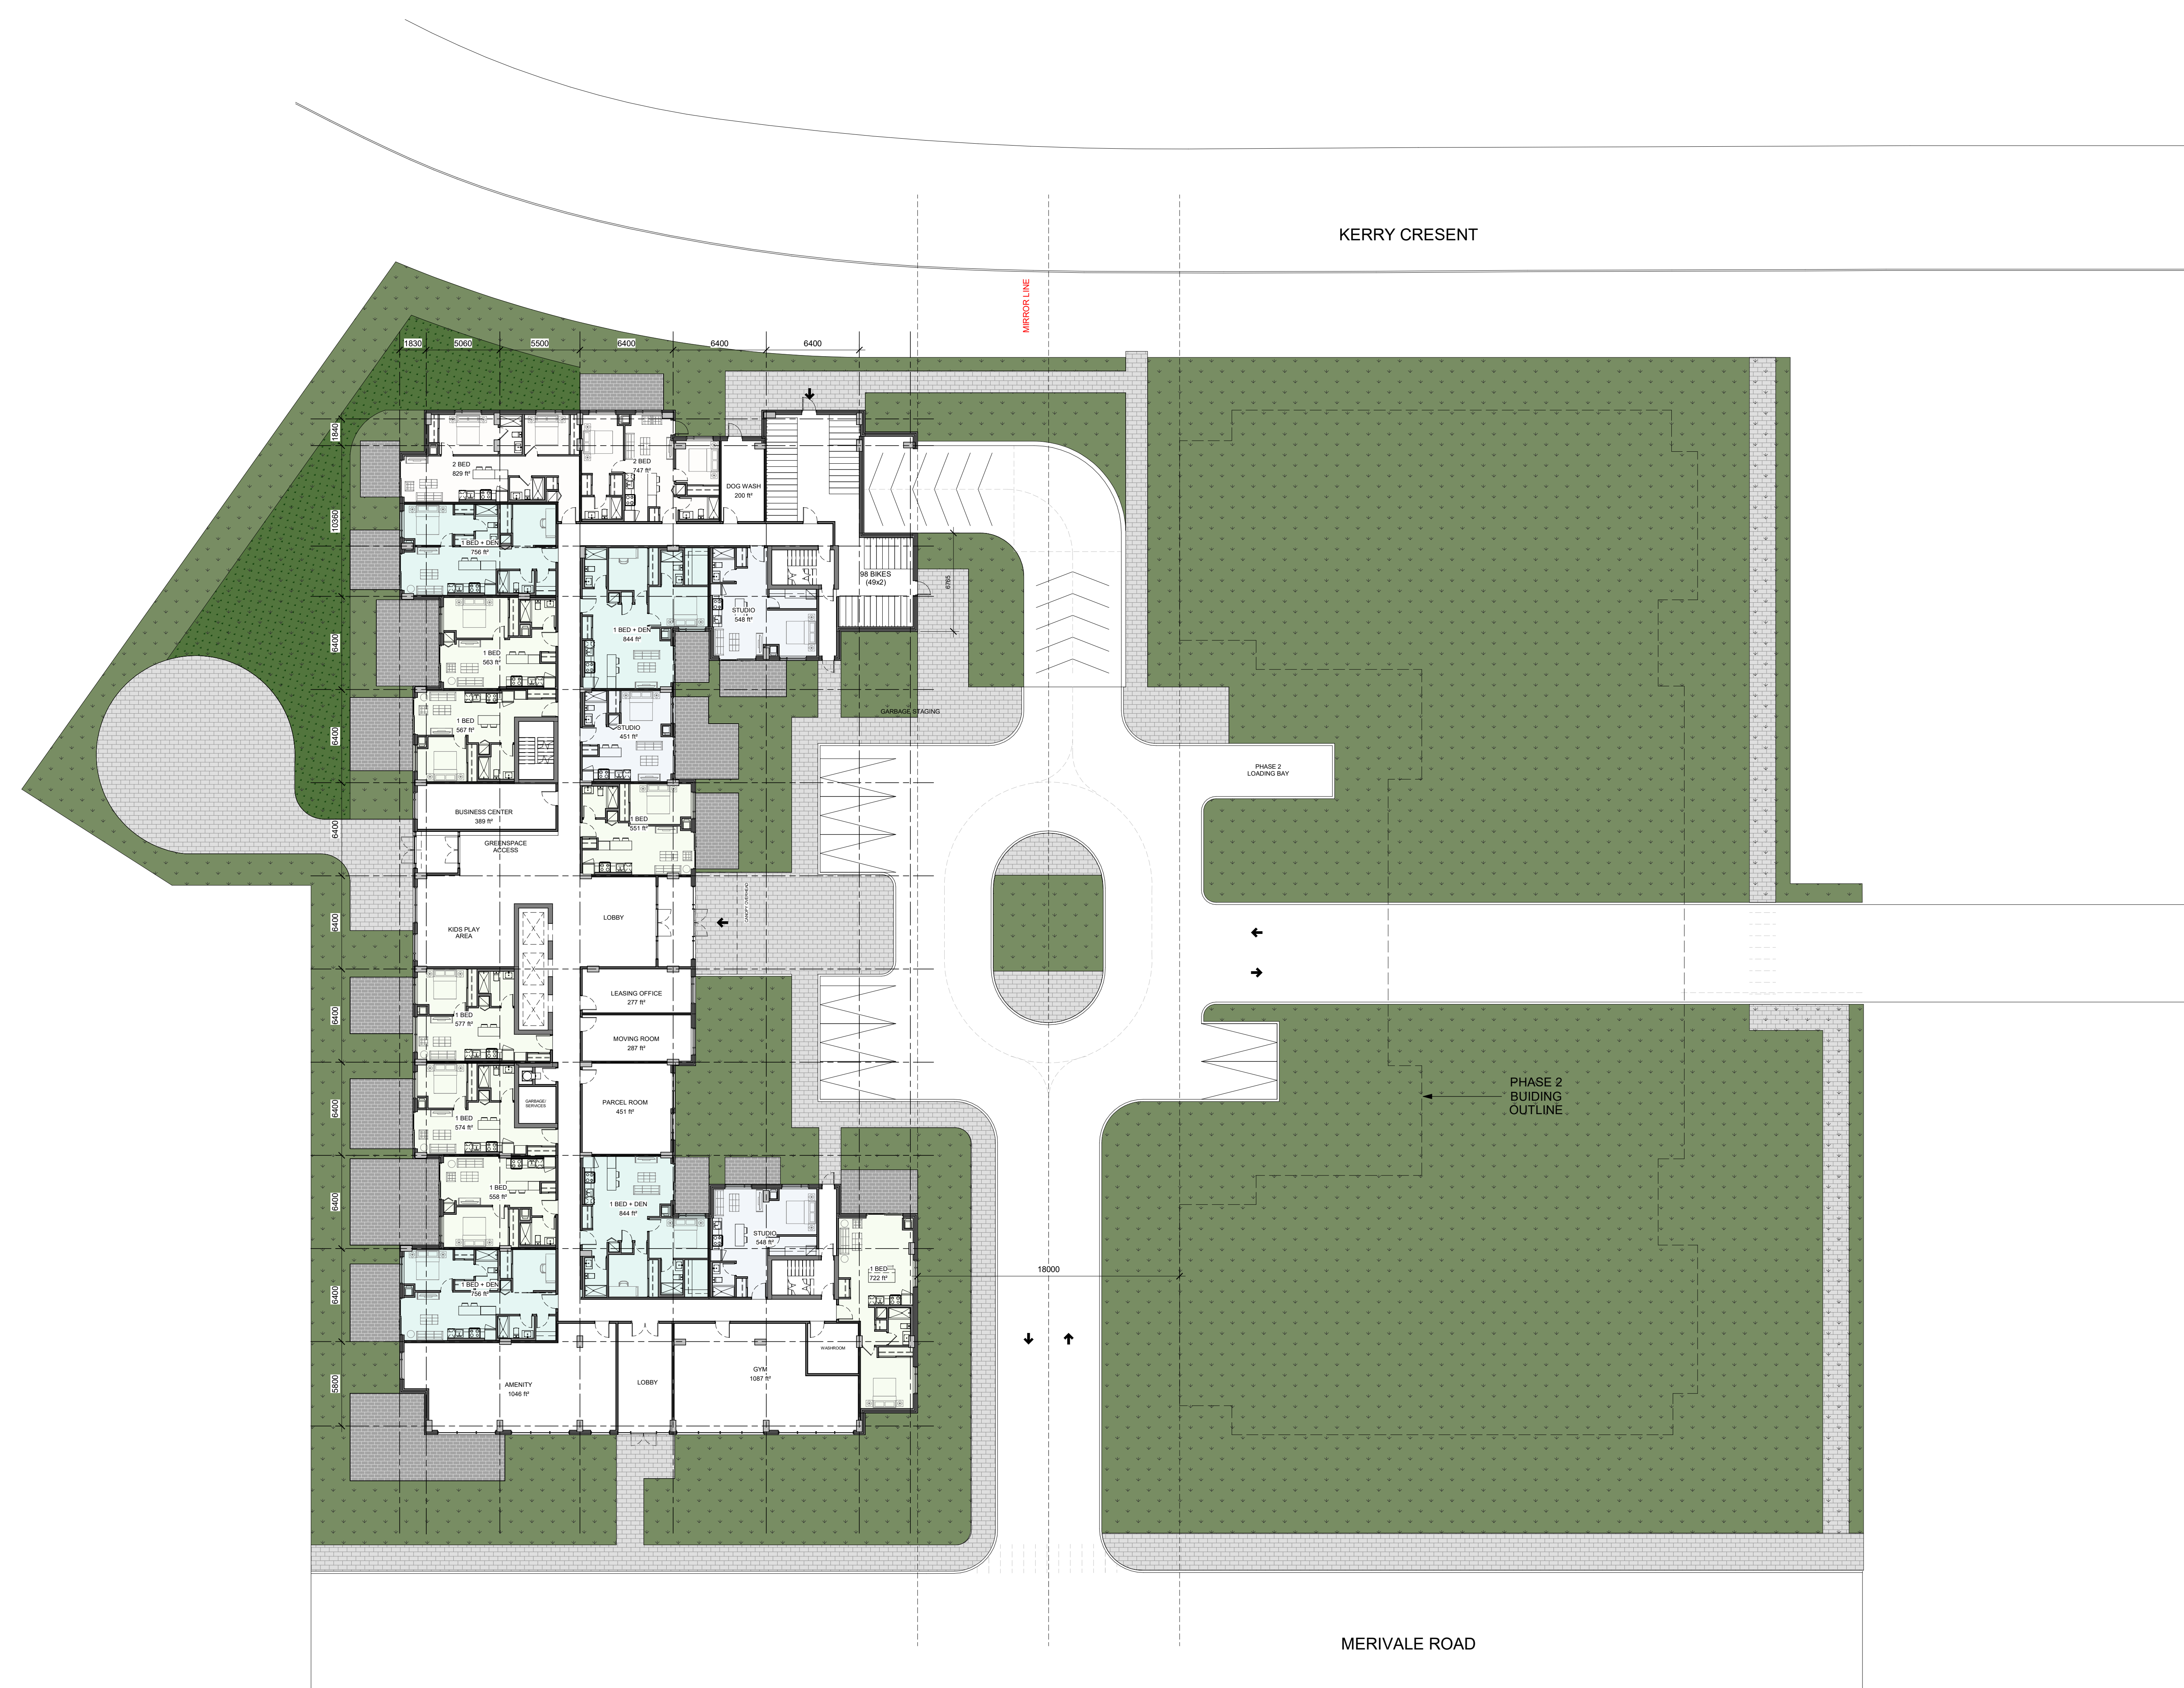 KERRY CRESENT
MIRROR LINE
1830
5060
5500
6400
6400
6400
1840
10360
6400
6400
6400
6400
6400
6400
6400
6400
5800
2 BED
829 ft²
2 BED
747 ft²
DOG WASH
200 ft²
1 BED + DEN
756 ft²
98 BIKES
(49x2)
6765
1 BED + DEN
844 ft²
STUDIO
548 ft²
1 BED
563 ft²
1 BED
567 ft²
STUDIO
451 ft²
GARBAGE STAGING
PHASE 2
LOADING BAY
BUSINESS CENTER
389 ft²
1 BED
551 ft²
GREENSPACE
ACCESS
CANOPY OVERHEAD
LOBBY
KIDS PLAY
AREA
LEASING OFFICE
277 ft²
1 BED
577 ft²
MOVING ROOM
287 ft²
PHASE 2
BUIDING
OUTLINE
GARBAGE/
SERVICES
PARCEL ROOM
451 ft²
1 BED
574 ft²
1 BED
558 ft²
1 BED + DEN
844 ft²
STUDIO
548 ft²
1 BED
722 ft²
18000
1 BED + DEN
756 ft²
WASHROOM
AMENITY
1046 ft²
LOBBY
GYM
1087 ft²
MERIVALE ROAD